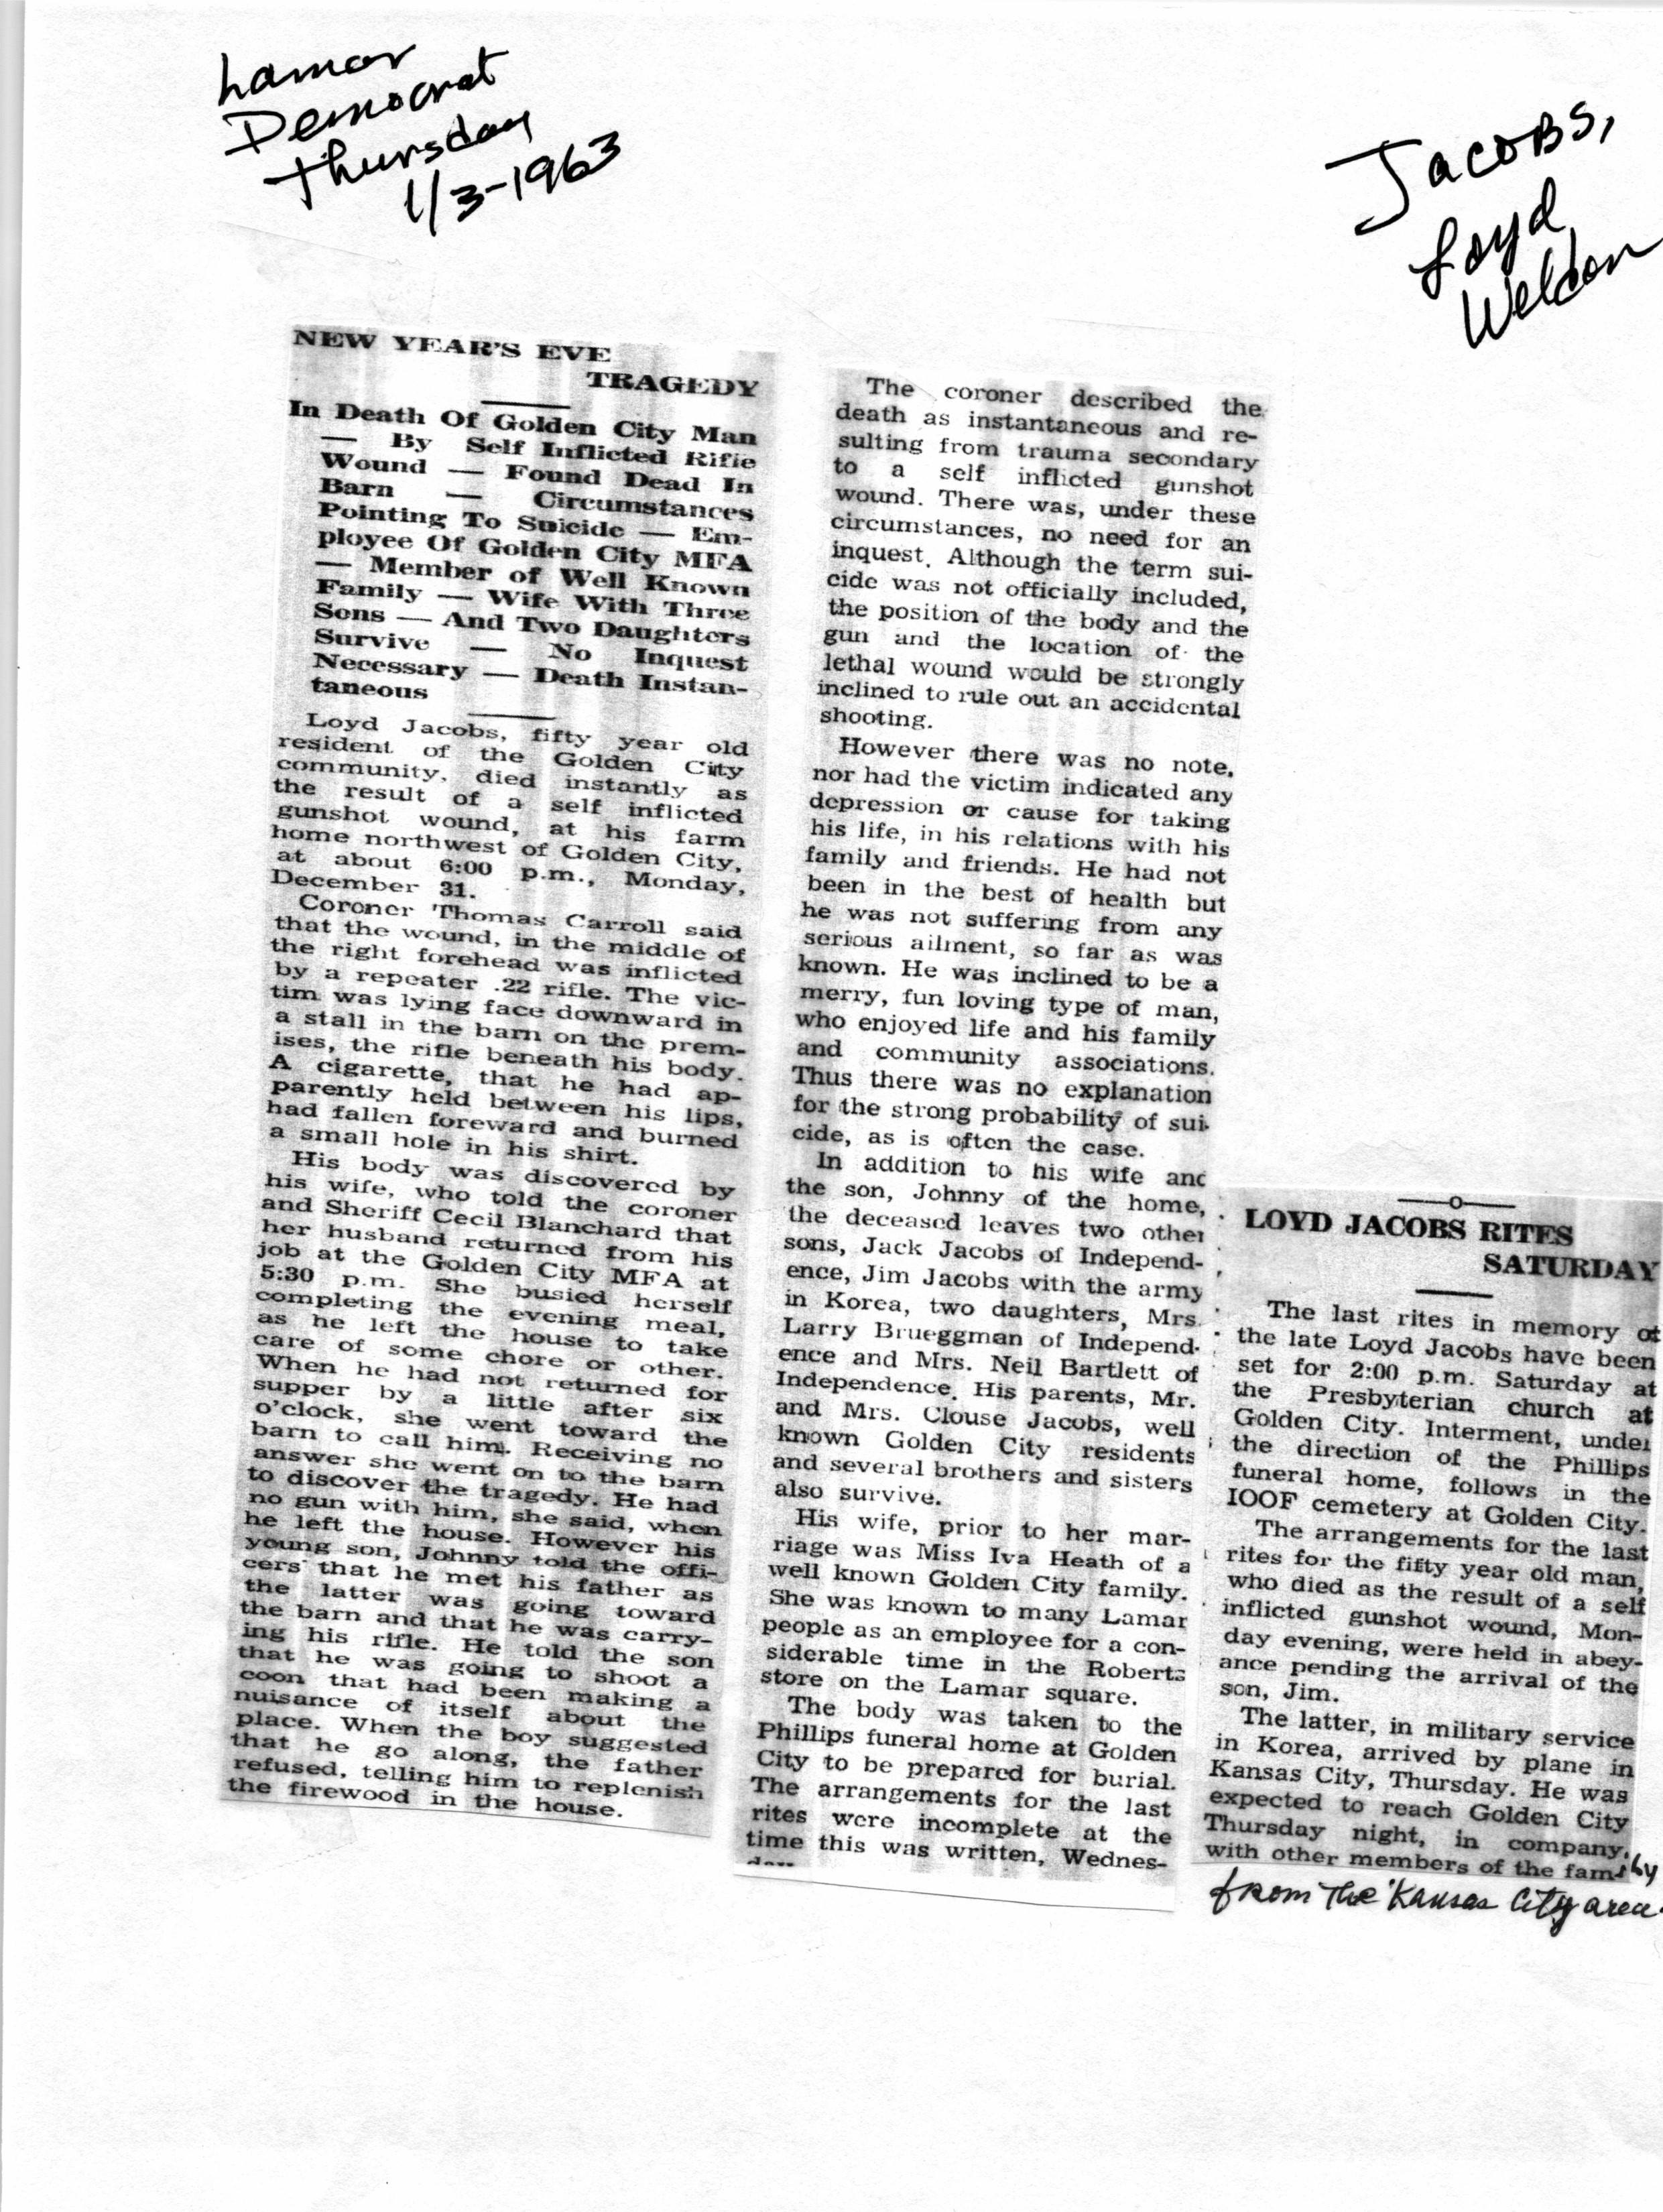 Lamar
Democrat
Thursday
1/3-1963
Jacobs,
Loyd
Weldon
NEW YEAR'S EVE
TRAGEDY
In Death Of Golden City Man
— By Self Inflicted Rifle
Wound — Found Dead In
Barn — Circumstances
Pointing To Suicide — Em-
ployee Of Golden City MFA
— Member of Well Known
Family — Wife With Three
Sons — And Two Daughters
Survive — No Inquest
Necessary — Death Instan-
taneous
Loyd Jacobs, fifty year old
resident of the Golden City
community, died instantly as
the result of a self inflicted
gunshot wound, at his farm
home northwest of Golden City,
at about 6:00 p.m., Monday,
December 31.
Coroner Thomas Carroll said
that the wound, in the middle of
the right forehead was inflicted
by a repeater .22 rifle. The vic-
tim was lying face downward in
a stall in the barn on the prem-
ises, the rifle beneath his body.
A cigarette, that he had ap-
parently held between his lips,
had fallen foreward and burned
a small hole in his shirt.
His body was discovered by
his wife, who told the coroner
and Sheriff Cecil Blanchard that
her husband returned from his
job at the Golden City MFA at
5:30 p.m. She busied herself
completing the evening meal,
as he left the house to take
care of some chore or other.
When he had not returned for
supper by a little after six
o'clock, she went toward the
barn to call him. Receiving no
answer she went on to the barn
to discover the tragedy. He had
no gun with him, she said, when
he left the house. However his
young son, Johnny told the offi-
cers that he met his father as
the latter was going toward
the barn and that he was carry-
ing his rifle. He told the son
that he was going to shoot a
coon that had been making a
nuisance of itself about the
place. When the boy suggested
that he go along, the father
refused, telling him to replenish
the firewood in the house.
The coroner described the
death as instantaneous and re-
sulting from trauma secondary
to a self inflicted gunshot
wound. There was, under these
circumstances, no need for an
inquest. Although the term sui-
cide was not officially included,
the position of the body and the
gun and the location of the
lethal wound would be strongly
inclined to rule out an accidental
shooting.
However there was no note,
nor had the victim indicated any
depression or cause for taking
his life, in his relations with his
family and friends. He had not
been in the best of health but
he was not suffering from any
serious ailment, so far as was
known. He was inclined to be a
merry, fun loving type of man,
who enjoyed life and his family
and community associations.
Thus there was no explanation
for the strong probability of sui-
cide, as is often the case.
In addition to his wife and
the son, Johnny of the home,
the deceased leaves two other
sons, Jack Jacobs of Independ-
ence, Jim Jacobs with the army
in Korea, two daughters, Mrs.
Larry Brueggman of Independ-
ence and Mrs. Neil Bartlett of
Independence. His parents, Mr.
and Mrs. Clouse Jacobs, well
known Golden City residents
and several brothers and sisters
also survive.
His wife, prior to her mar-
riage was Miss Iva Heath of a
well known Golden City family.
She was known to many Lamar
people as an employee for a con-
siderable time in the Roberts
store on the Lamar square.
The body was taken to the
Phillips funeral home at Golden
City to be prepared for burial.
The arrangements for the last
rites were incomplete at the
time this was written, Wednes-
day
LOYD JACOBS RITES
SATURDAY
The last rites in memory of
the late Loyd Jacobs have been
set for 2:00 p.m. Saturday at
the Presbyterian church at
Golden City. Interment, under
the direction of the Phillips
funeral home, follows in the
IOOF cemetery at Golden City.
The arrangements for the last
rites for the fifty year old man,
who died as the result of a self
inflicted gunshot wound, Mon-
day evening, were held in abey-
ance pending the arrival of the
son, Jim.
The latter, in military service
in Korea, arrived by plane in
Kansas City, Thursday. He was
expected to reach Golden City
Thursday night, in company,
with other members of the family
from the Kansas City area.